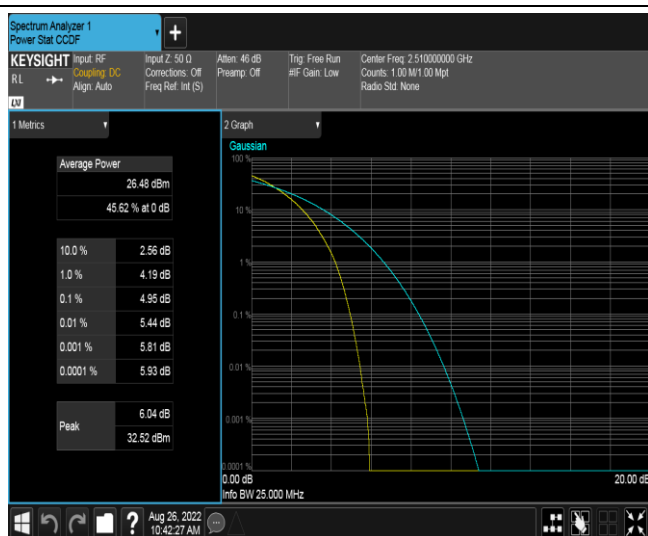 Spectrum Analyzer 1
Power Stat CCDF
+
KEYSIGHT
RL
LXI
Input: RF
Coupling: DC
Align: Auto
Input Z: 50 Ω
Corrections: Off
Freq Ref: Int (S)
Atten: 46 dB
Preamp: Off
Trig: Free Run
#IF Gain: Low
Center Freq: 2.510000000 GHz
Counts: 1.00 M/1.00 Mpt
Radio Std: None
1 Metrics
Average Power
26.48 dBm
45.62 % at 0 dB
10.0 % 2.56 dB
1.0 % 4.19 dB
0.1 % 4.95 dB
0.01 % 5.44 dB
0.001 % 5.81 dB
0.0001 % 5.93 dB
Peak
6.04 dB
32.52 dBm
2 Graph
Gaussian
100 %
10 %
1 %
0.1 %
0.01 %
0.001 %
0.0001 %
0.00 dB 20.00 dB
Info BW 25.000 MHz
?
Aug 26, 2022
10:42:27 AM